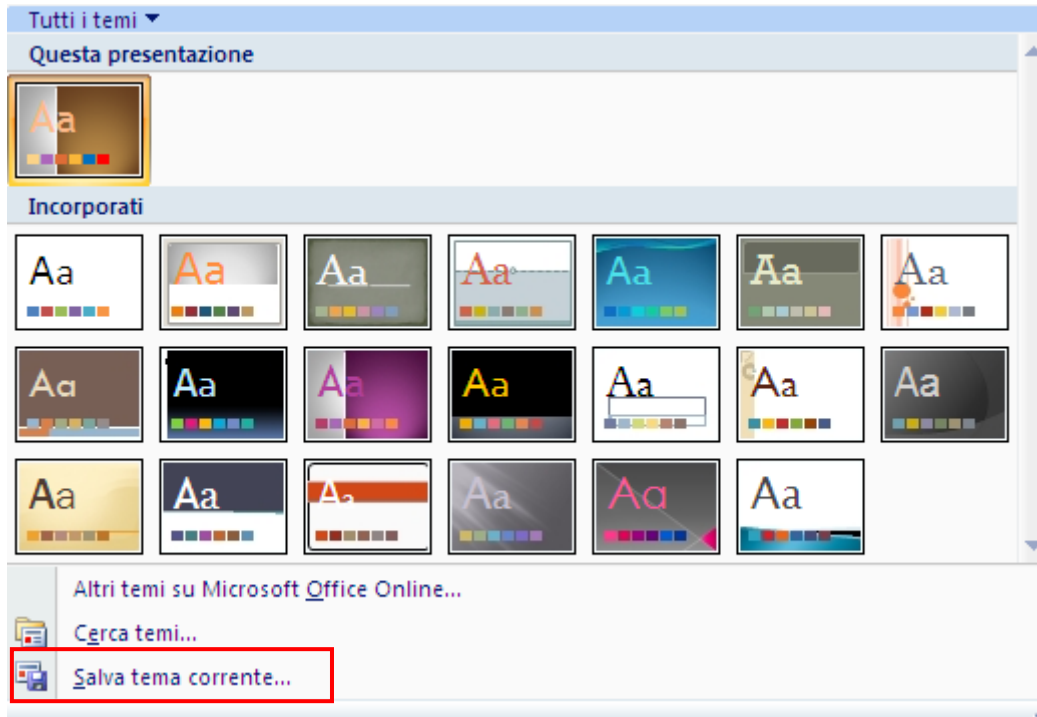 Tutti i temi
Questa presentazione
Aa
Incorporati
Aa Aa Aa Aa Aa Aa Aa
Aa Aa Aa Aa Aa Aa Aa
Aa Aa Aa Aa Aa Aa
Altri temi su Microsoft Office Online...
Cerca temi...
Salva tema corrente...